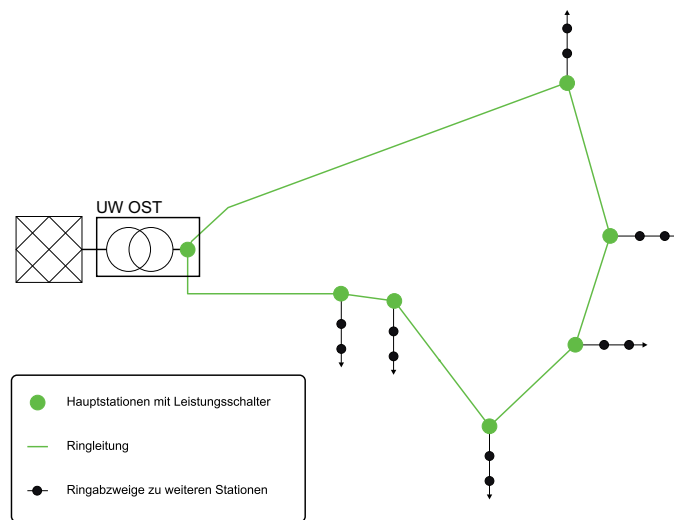 UW OST
Hauptstationen mit Leistungsschalter
Ringleitung
Ringabzweige zu weiteren Stationen